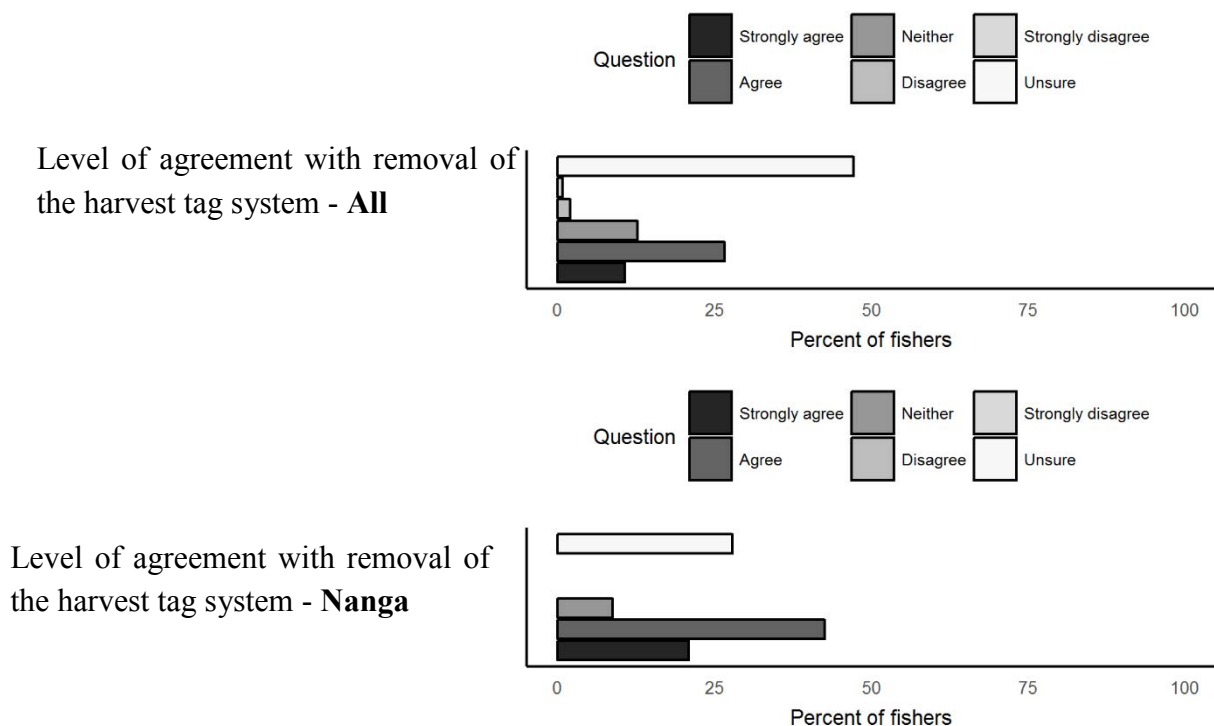 Question
Strongly agree Neither Strongly disagree
Agree Disagree Unsure
Level of agreement with removal of
the harvest tag system - All
0 25 50 75 100
Percent of fishers
Question
Strongly agree Neither Strongly disagree
Agree Disagree Unsure
Level of agreement with removal of
the harvest tag system - Nanga
0 25 50 75 100
Percent of fishers